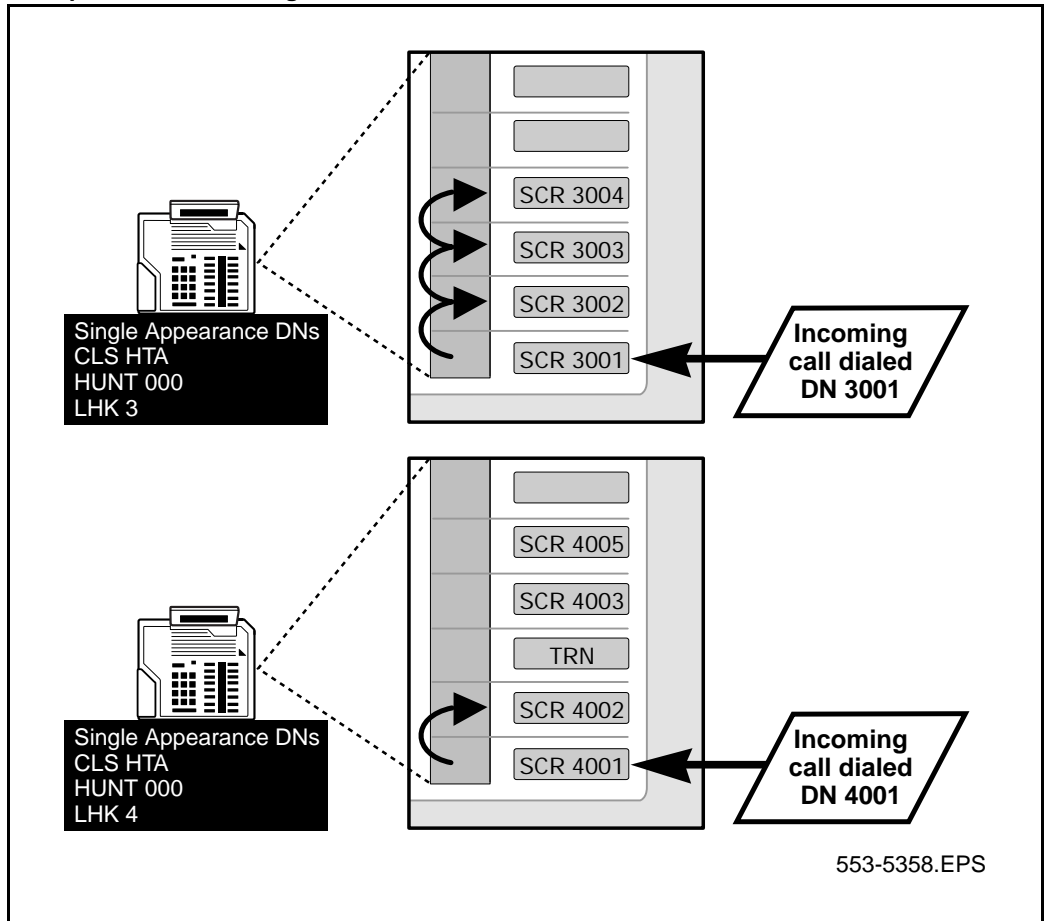 SCR 3004
SCR 3003
SCR 3002
SCR 3001
Single Appearance DNs
CLS HTA
HUNT 000
LHK 3
Incoming
call dialed
DN 3001
SCR 4005
SCR 4003
TRN
SCR 4002
SCR 4001
Single Appearance DNs
CLS HTA
HUNT 000
LHK 4
Incoming
call dialed
DN 4001
553-5358.EPS